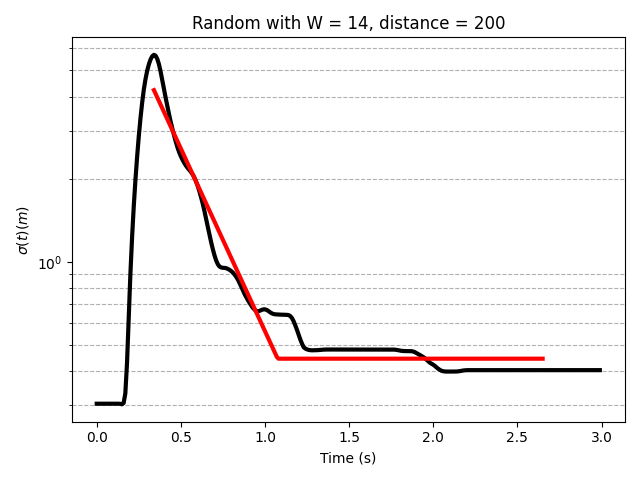 Random with W = 14, distance = 200
σ(t)(m)
10⁰
0.0 0.5 1.0 1.5 2.0 2.5 3.0
Time (s)